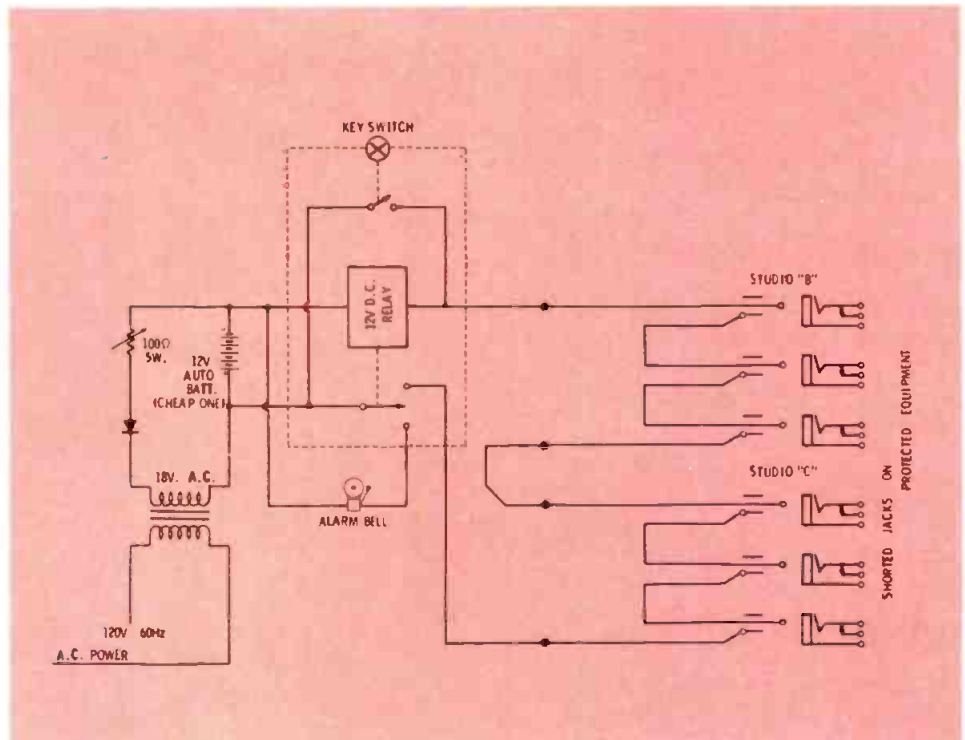 KEY SWITCH
12V D.C.
RELAY
STUDIO "B"
100Ω
5W.
12V
AUTO
BATT.
(CHEAP ONE)
18V. A.C.
ALARM BELL
STUDIO "C"
SHORTED JACKS ON
PROTECTED EQUIPMENT
120V 60Hz
A.C. POWER